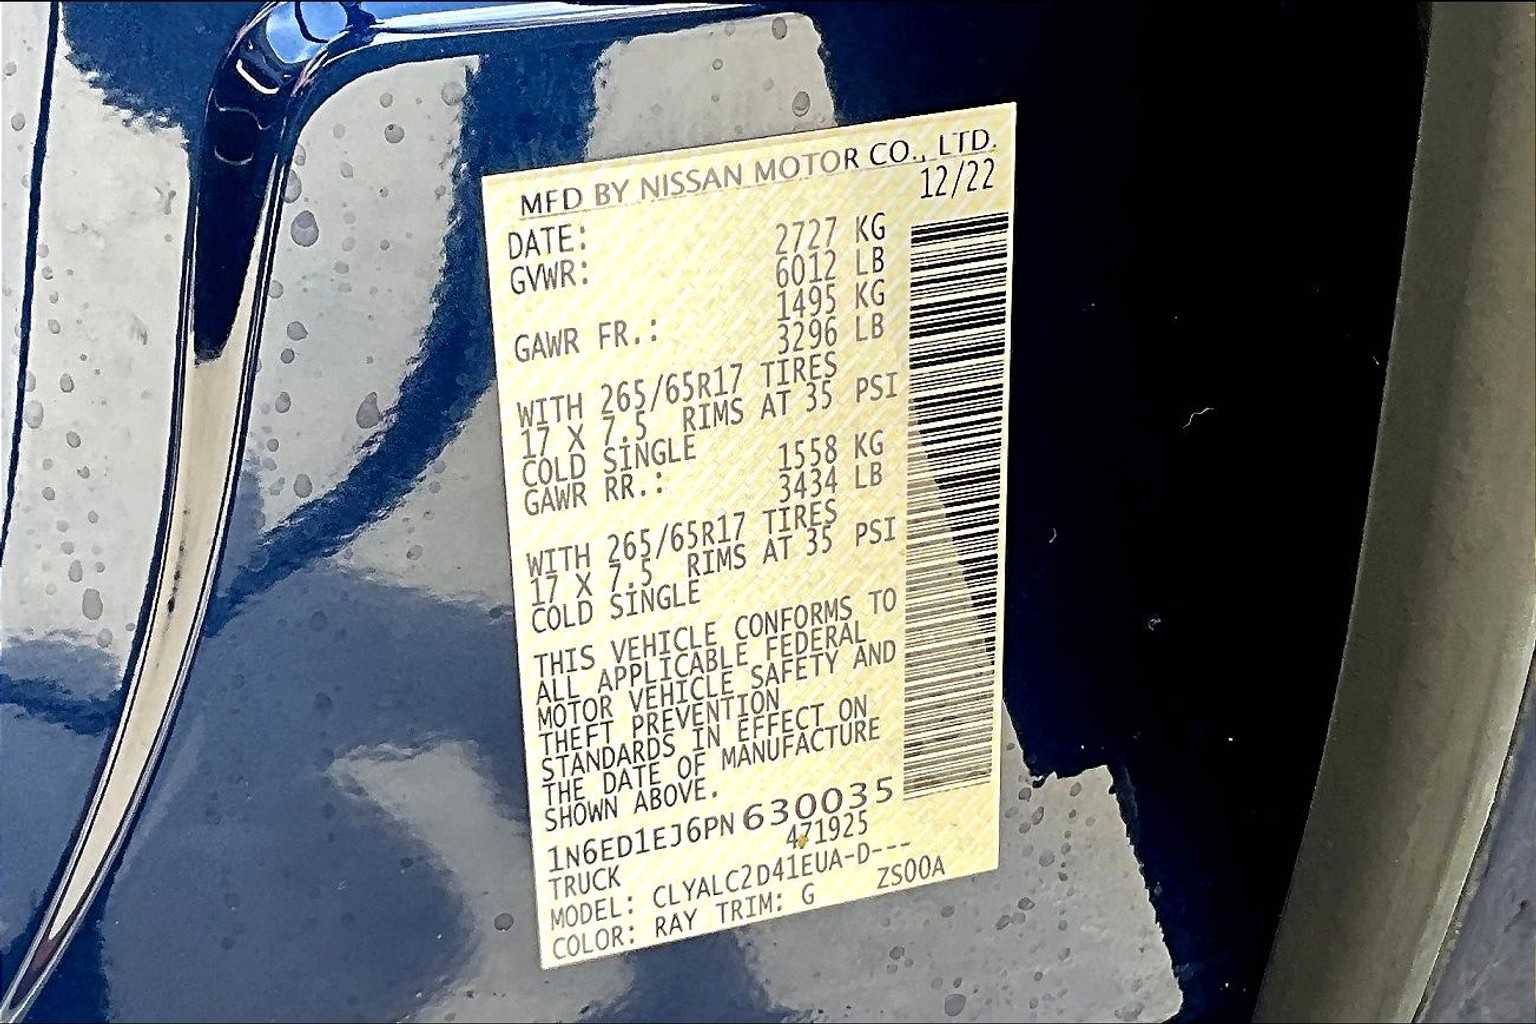 MFD BY NISSAN MOTOR CO., LTD.
DATE: 12/22
GVWR: 2727 KG
6012 LB
GAWR FR.: 1495 KG
3296 LB
WITH 265/65R17 TIRES
17 X 7.5 RIMS AT 35 PSI
COLD SINGLE
GAWR RR.: 1558 KG
3434 LB
WITH 265/65R17 TIRES
17 X 7.5 RIMS AT 35 PSI
COLD SINGLE
THIS VEHICLE CONFORMS TO
ALL APPLICABLE FEDERAL
MOTOR VEHICLE SAFETY AND
THEFT PREVENTION
STANDARDS IN EFFECT ON
THE DATE OF MANUFACTURE
SHOWN ABOVE.
1N6ED1EJ6PN630035
TRUCK 471925
MODEL: CLYALC2D41EUA-D---
COLOR: RAY TRIM: G ZS00A